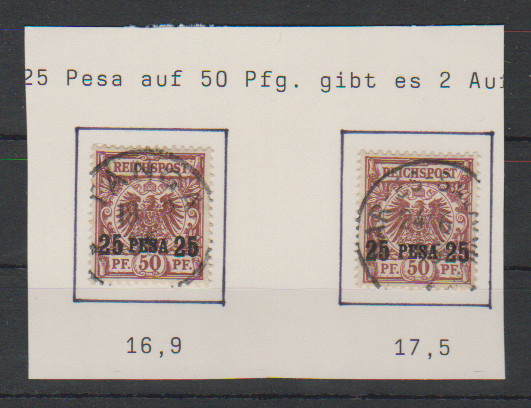 25 Pesa auf 50 Pfg. gibt es 2 Auf
REICHSPOST
25 PESA 25
PF. 50 PF.
REICHSPOST
25 PESA 25
PF. 50 PF.
16,9
17,5